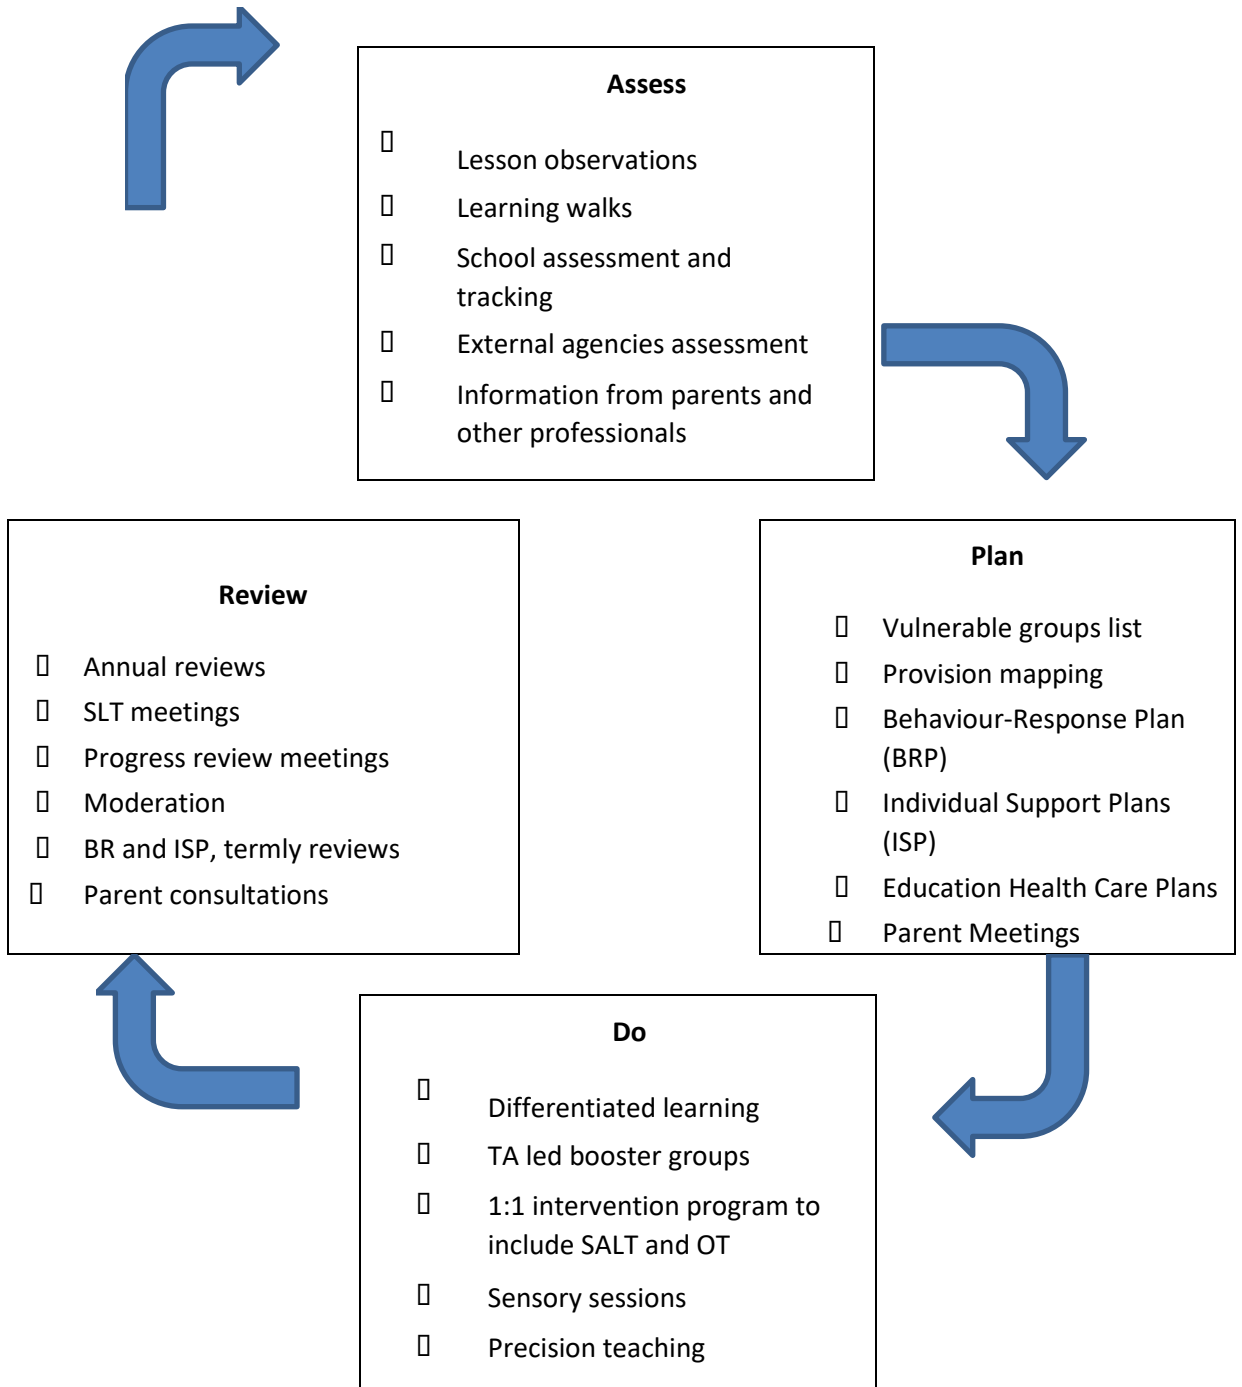 Assess
Lesson observations
Learning walks
School assessment and
tracking
External agencies assessment
Information from parents and
other professionals
Plan
Vulnerable groups list
Provision mapping
Behaviour-Response Plan
(BRP)
Individual Support Plans
(ISP)
Education Health Care Plans
Parent Meetings
Do
Differentiated learning
TA led booster groups
1:1 intervention program to
include SALT and OT
Sensory sessions
Precision teaching
Review
Annual reviews
SLT meetings
Progress review meetings
Moderation
BR and ISP, termly reviews
Parent consultations